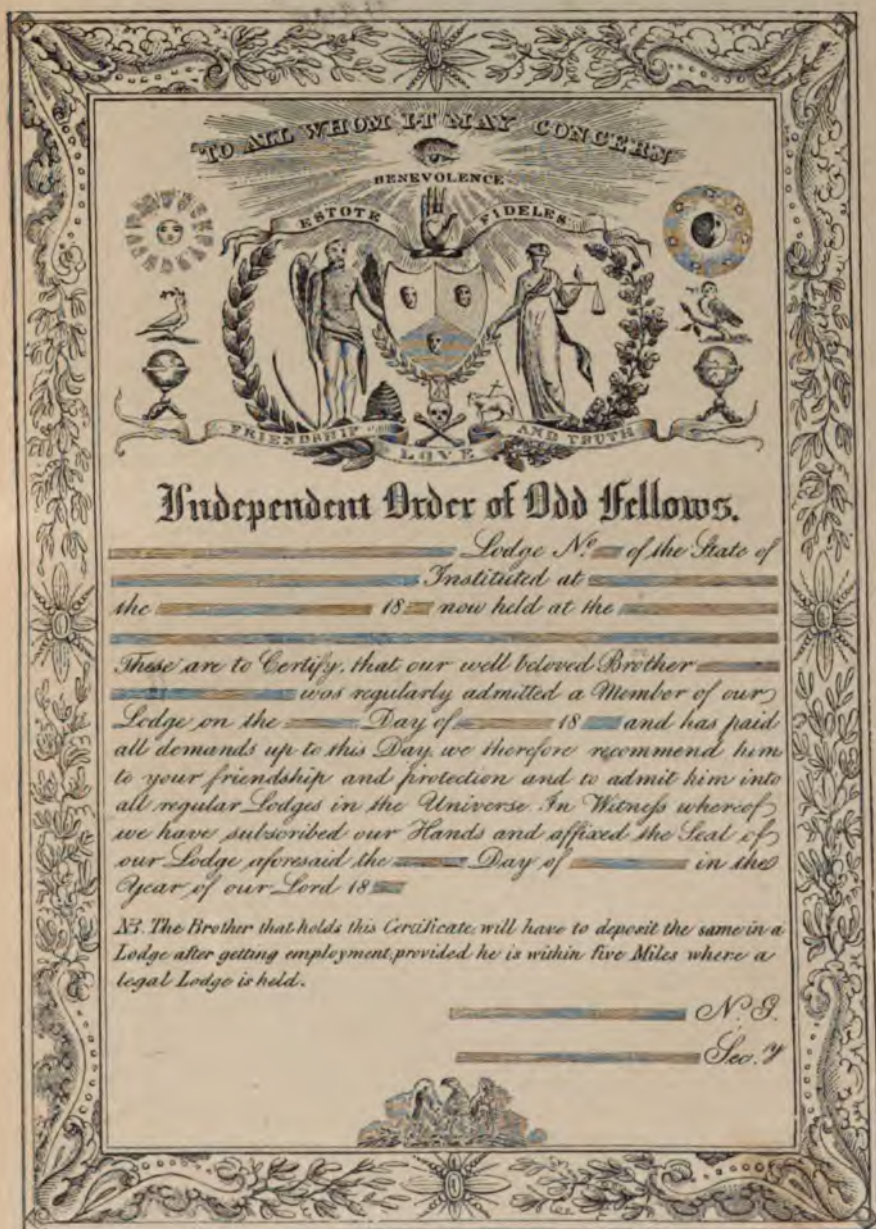 TO ALL WHOM IT MAY CONCERN
BENEVOLENCE
ESTOTE FIDELES
FRIENDSHIP LOVE AND TRUTH
Independent Order of Odd Fellows.
Lodge No. of the State of
Instituted at
the 18 now held at the
These are to Certify, that our well beloved Brother
was regularly admitted a Member of our
Lodge on the Day of 18 and has paid
all demands up to this Day we therefore recommend him
to your friendship and protection and to admit him into
all regular Lodges in the Universe. In Witneſs whereof
we have subscribed our Hands and affixed the Seal of
our Lodge aforesaid the Day of in the
Year of our Lord 18
NB. The Brother that holds this Certificate will have to deposit the same in a
Lodge after getting employment, provided he is within five Miles where a
legal Lodge is held.
N. G.
Sec.y